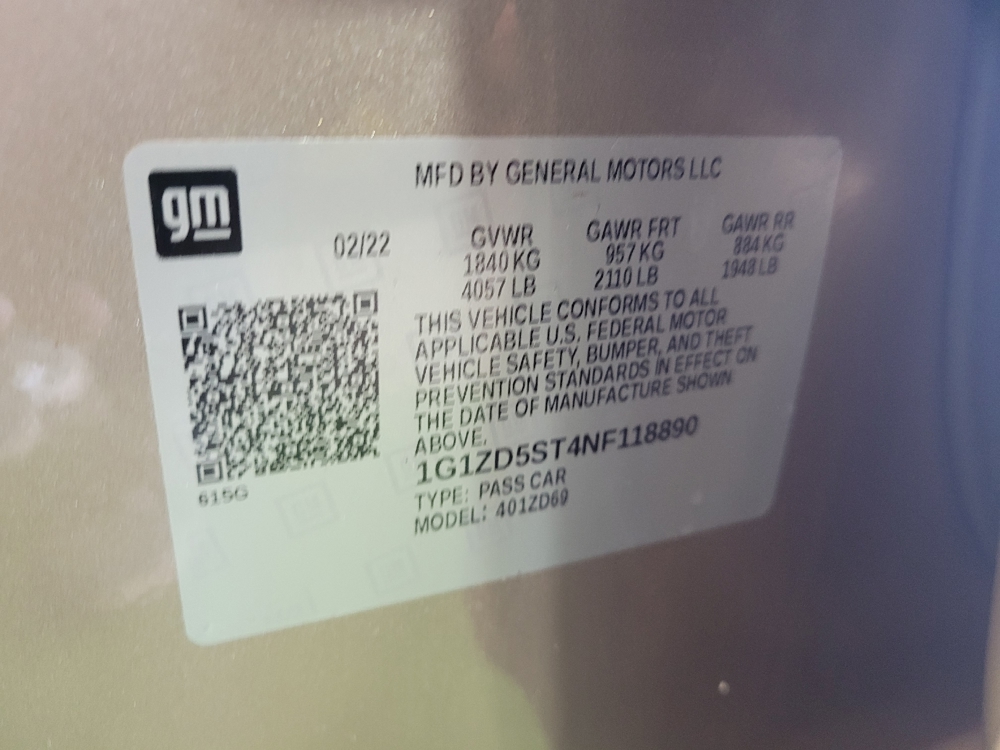 gm
MFD BY GENERAL MOTORS LLC
02/22
GVWR GAWR FRT GAWR RR
1840 KG 957 KG 884 KG
4057 LB 2110 LB 1948 LB
THIS VEHICLE CONFORMS TO ALL
APPLICABLE U.S. FEDERAL MOTOR
VEHICLE SAFETY, BUMPER, AND THEFT
PREVENTION STANDARDS IN EFFECT ON
THE DATE OF MANUFACTURE SHOWN
ABOVE.
1G1ZD5ST4NF118890
TYPE: PASS CAR
MODEL: 401ZD69
615G